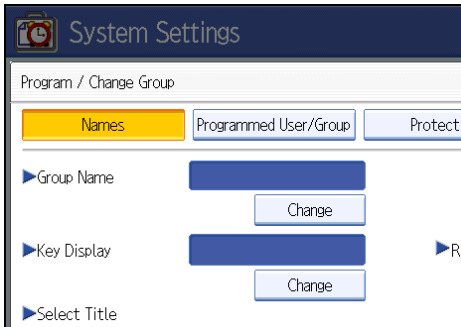 System Settings
Program / Change Group
Names Programmed User/Group Protect
Group Name
Change
Key Display R
Change
Select Title